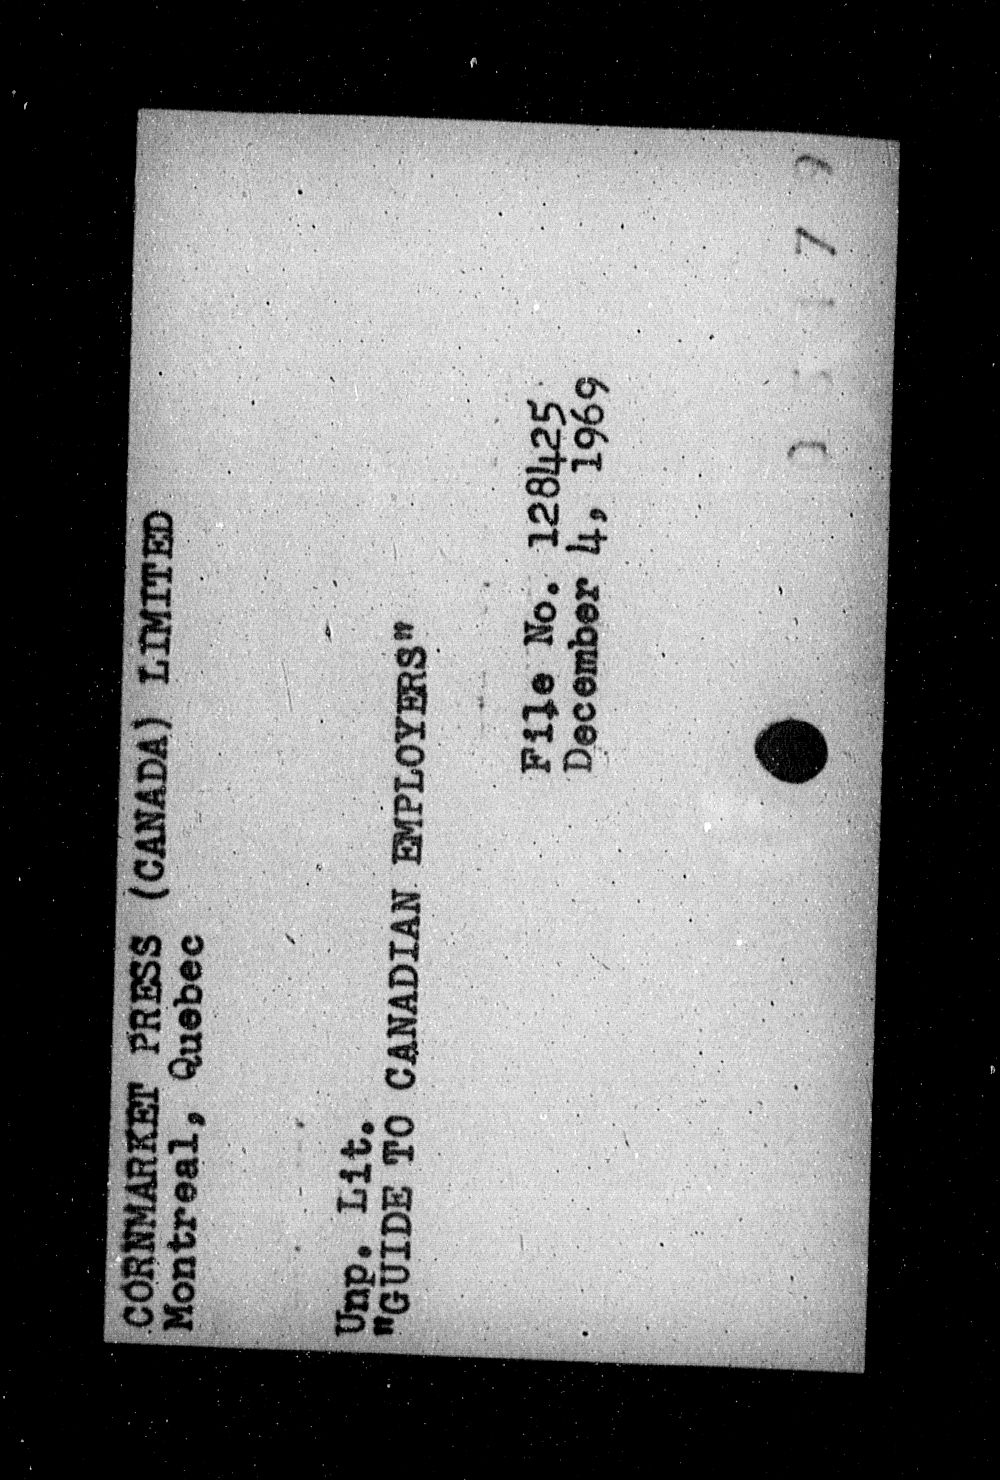 CORNMARKET PRESS (CANADA) LIMITED
Montreal, Quebec
Unp. Lit.
"GUIDE TO CANADIAN EMPLOYERS"
File No. 128425
December 4, 1969